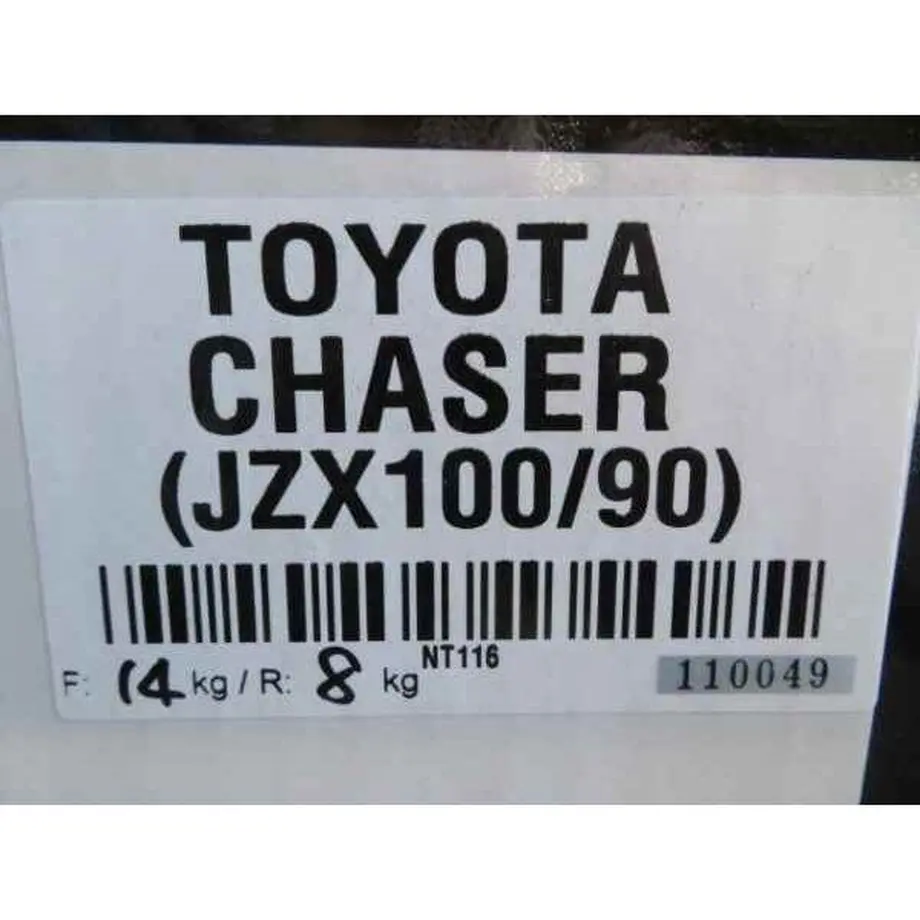 TOYOTA
CHASER
(JZX100/90)
NT116
F: 14 kg / R: 8 kg
110049